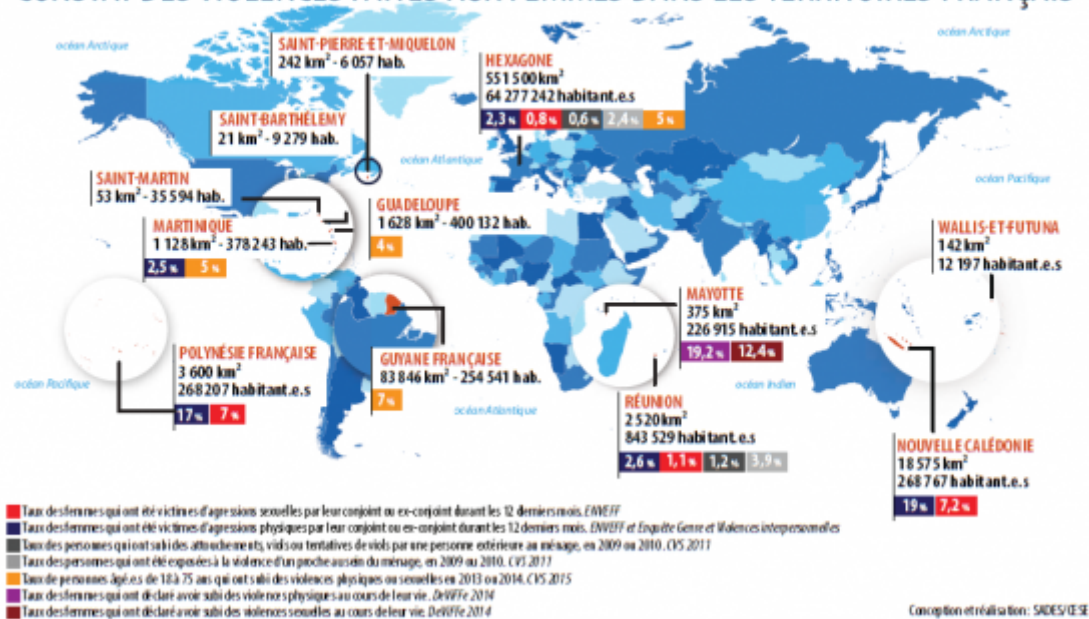 CONSTAT DES VIOLENCES FAITES AUX FEMMES DANS LES TERRITOIRES FRANÇAIS
océan Arctique
océan Arctique
SAINT-PIERRE-ET-MIQUELON
242 km² - 6 057 hab.
HEXAGONE
551 500 km²
64 277 242 habitant.e.s
2,3 % 0,8 % 0,6 % 2,4 % 5 %
SAINT-BARTHÉLEMY
21 km² - 9 279 hab.
océan Atlantique
océan Pacifique
SAINT-MARTIN
53 km² - 35 594 hab.
GUADELOUPE
1 628 km² - 400 132 hab.
4 %
MARTINIQUE
1 128 km² - 378 243 hab.
2,5 % 5 %
WALLIS-ET-FUTUNA
142 km²
12 197 habitant.e.s
MAYOTTE
375 km²
226 915 habitant.e.s
19,2 % 12,4 %
POLYNÉSIE FRANÇAISE
3 600 km²
268 207 habitant.e.s
17 % 7 %
GUYANE FRANÇAISE
83 846 km² - 254 541 hab.
7 %
océan Pacifique
océan Atlantique
océan Indien
RÉUNION
2 520 km²
843 529 habitant.e.s
2,6 % 1,1 % 1,2 % 3,9 %
NOUVELLE CALÉDONIE
18 575 km²
268 767 habitant.e.s
19 % 7,2 %
Taux des femmes qui ont été victimes d'agressions sexuelles par leur conjoint ou ex-conjoint durant les 12 derniers mois. ENVEFF
Taux des femmes qui ont été victimes d'agressions physiques par leur conjoint ou ex-conjoint durant les 12 derniers mois. ENVEFF et Enquête Genre et Violences interpersonnelles
Taux des personnes qui ont subi des attouchements, viols ou tentatives de viols par une personne extérieure au ménage, en 2009 ou 2010. CVS 2011
Taux des personnes qui ont été exposées à la violence d'un proche au sein du ménage, en 2009 ou 2010. CVS 2011
Taux de personnes âgé.e.s de 18 à 75 ans qui ont subi des violences physiques ou sexuelles en 2013 ou 2014. CVS 2015
Taux des femmes qui ont déclaré avoir subi des violences physiques au cours de leur vie. DeVIFFe 2014
Taux des femmes qui ont déclaré avoir subi des violences sexuelles au cours de leur vie. DeVIFFe 2014
Conception et réalisation : SADES/CESE